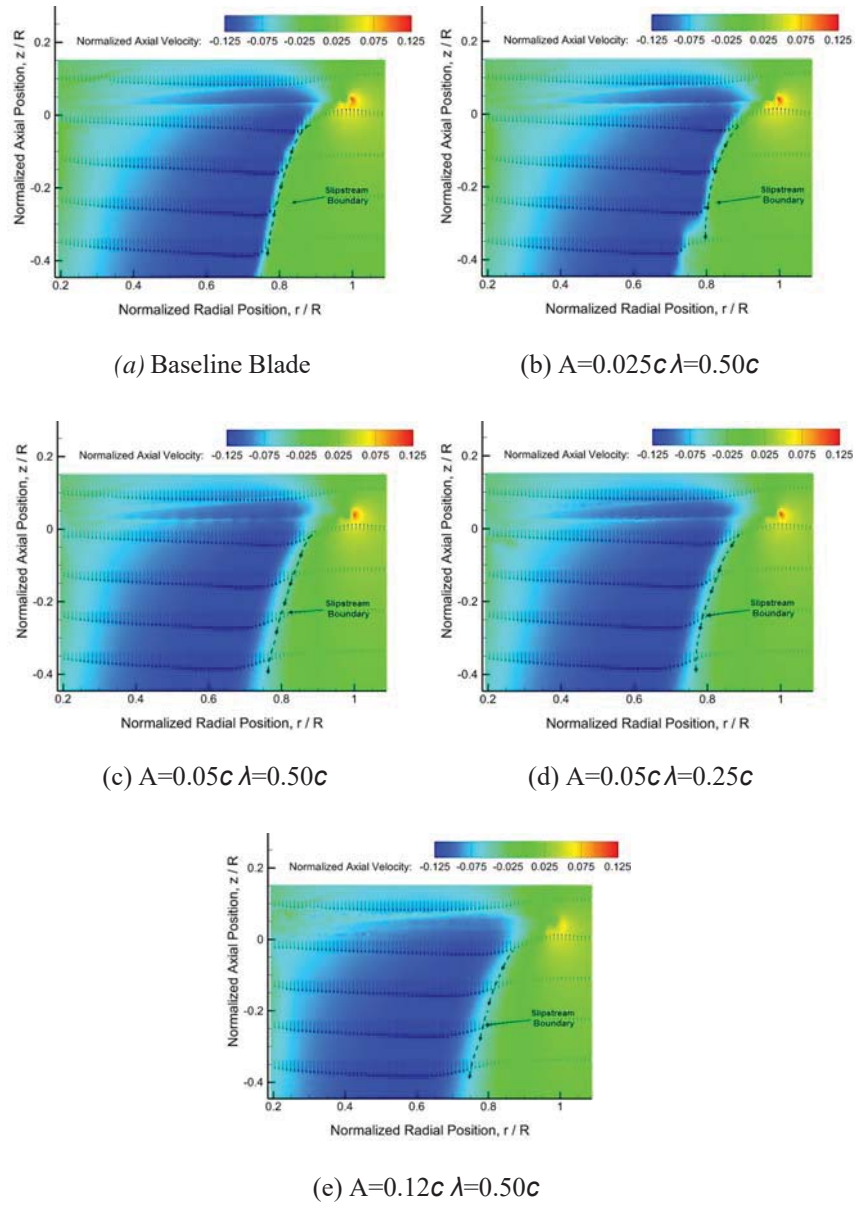 Normalized Axial Velocity: -0.125 -0.075 -0.025 0.025 0.075 0.125
Normalized Axial Position, z / R
0.2
0
-0.2
-0.4
Slipstream
Boundary
0.2 0.4 0.6 0.8 1
Normalized Radial Position, r / R
(a) Baseline Blade
Normalized Axial Velocity: -0.125 -0.075 -0.025 0.025 0.075 0.125
Normalized Axial Position, z / R
0.2
0
-0.2
-0.4
Slipstream
Boundary
0.2 0.4 0.6 0.8 1
Normalized Radial Position, r / R
(b) A=0.025c λ=0.50c
Normalized Axial Velocity: -0.125 -0.075 -0.025 0.025 0.075 0.125
Normalized Axial Position, z / R
0.2
0
-0.2
-0.4
Slipstream
Boundary
0.2 0.4 0.6 0.8 1
Normalized Radial Position, r / R
(c) A=0.05c λ=0.50c
Normalized Axial Velocity: -0.125 -0.075 -0.025 0.025 0.075 0.125
Normalized Axial Position, z / R
0.2
0
-0.2
-0.4
Slipstream
Boundary
0.2 0.4 0.6 0.8 1
Normalized Radial Position, r / R
(d) A=0.05c λ=0.25c
Normalized Axial Velocity: -0.125 -0.075 -0.025 0.025 0.075 0.125
Normalized Axial Position, z / R
0.2
0
-0.2
-0.4
Slipstream
Boundary
0.2 0.4 0.6 0.8 1
Normalized Radial Position, r / R
(e) A=0.12c λ=0.50c